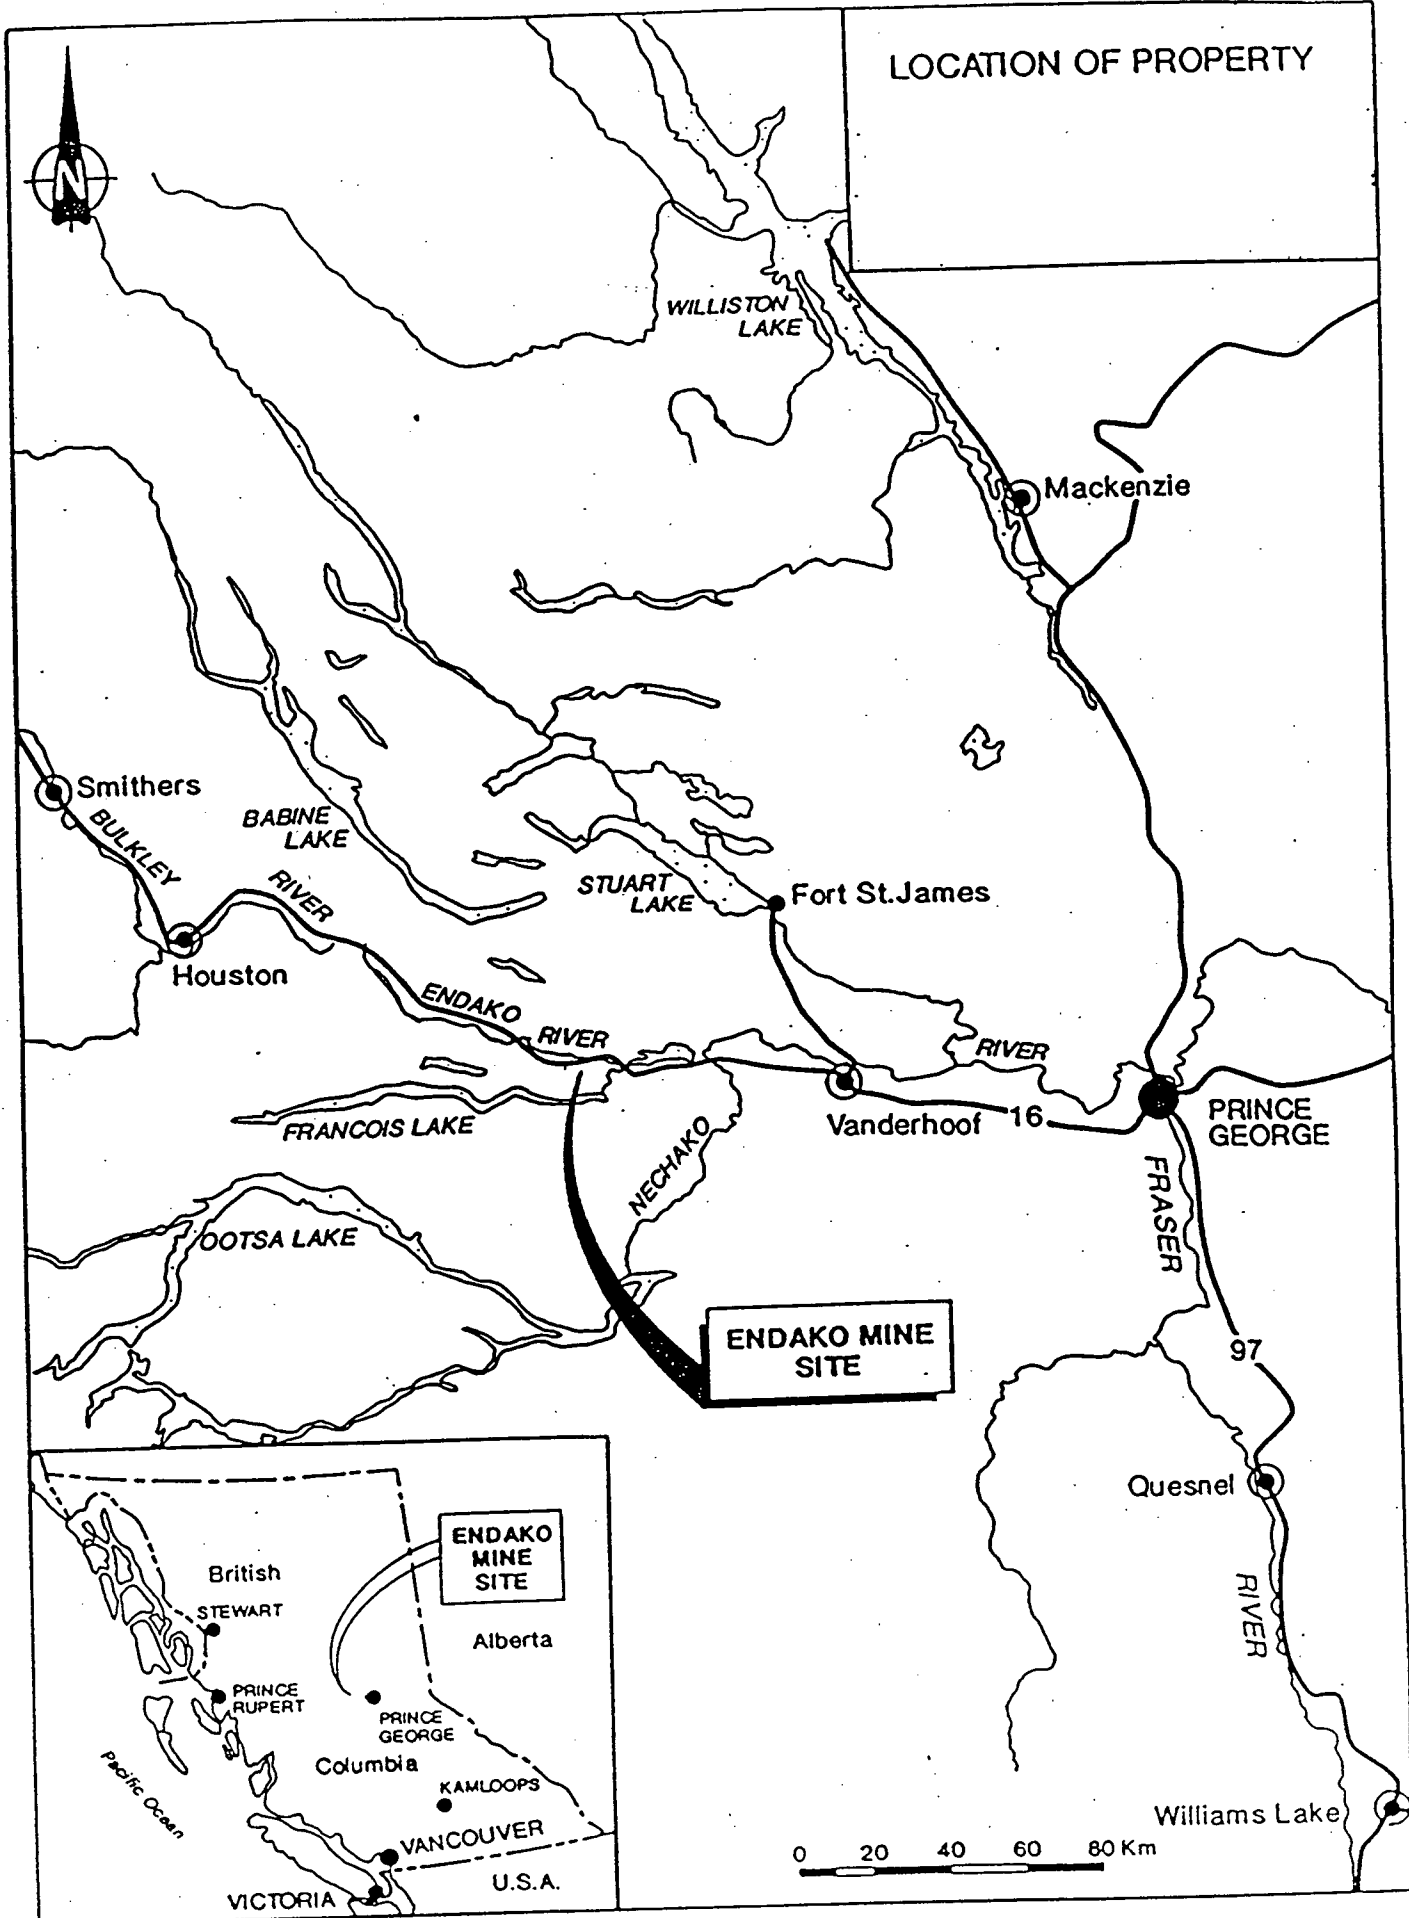 LOCATION OF PROPERTY
N
WILLISTON
LAKE
Mackenzie
Smithers
BULKLEY
RIVER
BABINE
LAKE
STUART
LAKE
Fort St.James
Houston
ENDAKO
RIVER
RIVER
FRANCOIS LAKE
Vanderhoof
16
PRINCE
GEORGE
NECHAKO
FRASER
OOTSA LAKE
ENDAKO MINE
SITE
97
Quesnel
RIVER
Williams Lake
0 20 40 60 80 Km
ENDAKO
MINE
SITE
British
STEWART
Alberta
PRINCE
RUPERT
PRINCE
GEORGE
Columbia
Pacific Ocean
KAMLOOPS
VANCOUVER
U.S.A.
VICTORIA